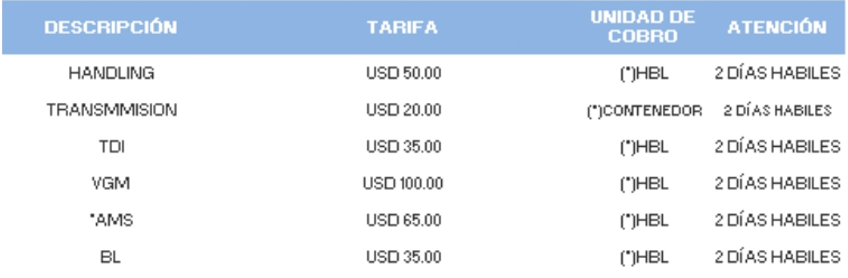 DESCRIPCIÓN TARIFA UNIDAD DE COBRO ATENCIÓN
HANDLING USD 50.00 (*)HBL 2 DÍAS HABILES
TRANSMMISION USD 20.00 (*)CONTENEDOR 2 DÍAS HABILES
TDI USD 35.00 (*)HBL 2 DÍAS HABILES
VGM USD 100.00 (*)HBL 2 DÍAS HABILES
*AMS USD 65.00 (*)HBL 2 DÍAS HABILES
BL USD 35.00 (*)HBL 2 DÍAS HABILES